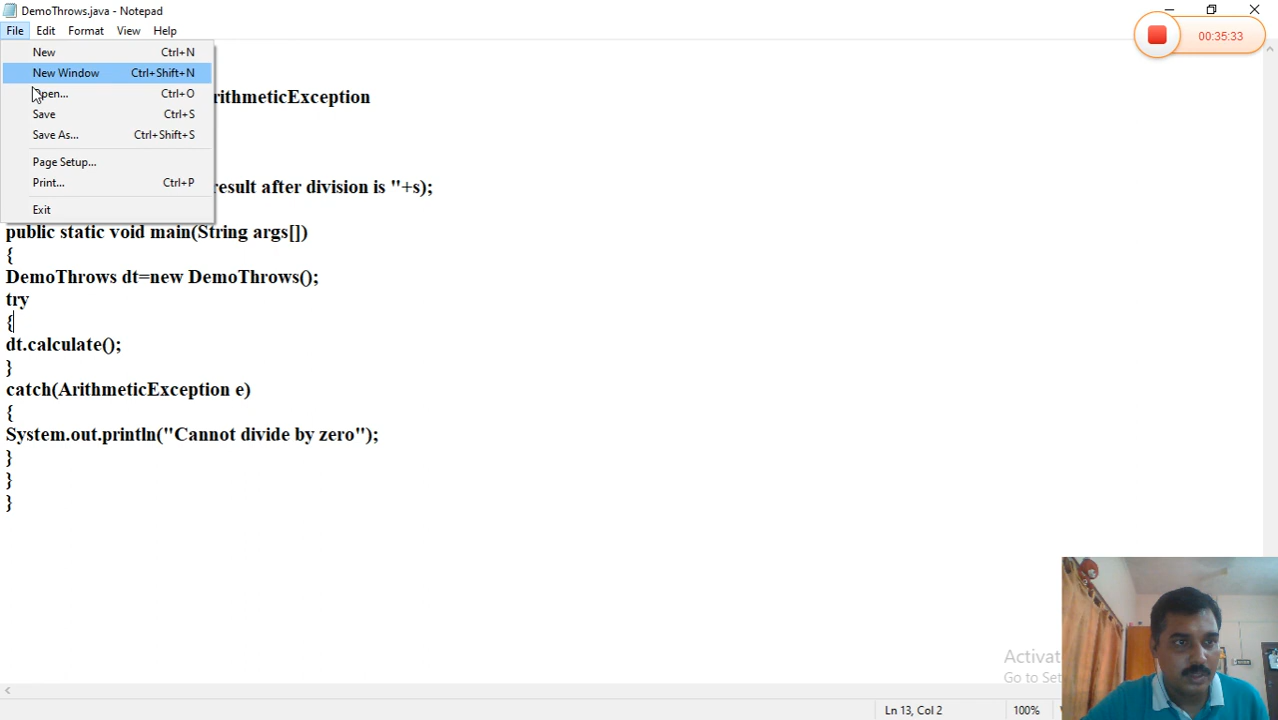 DemoThrows.java - Notepad
File Edit Format View Help
00:35:33
New Ctrl+N
New Window Ctrl+Shift+N
Ctrl+O
Save Ctrl+S
Save As... Ctrl+Shift+S
Page Setup...
Print... Ctrl+P
Exit
rithmeticException
esult after division is "+s);
public static void main(String args[])
{
DemoThrows dt=new DemoThrows();
try
{
dt.calculate();
}
catch(ArithmeticException e)
{
System.out.println("Cannot divide by zero");
}
}
}
Activat
Go to Set
Ln 13, Col 2 100%